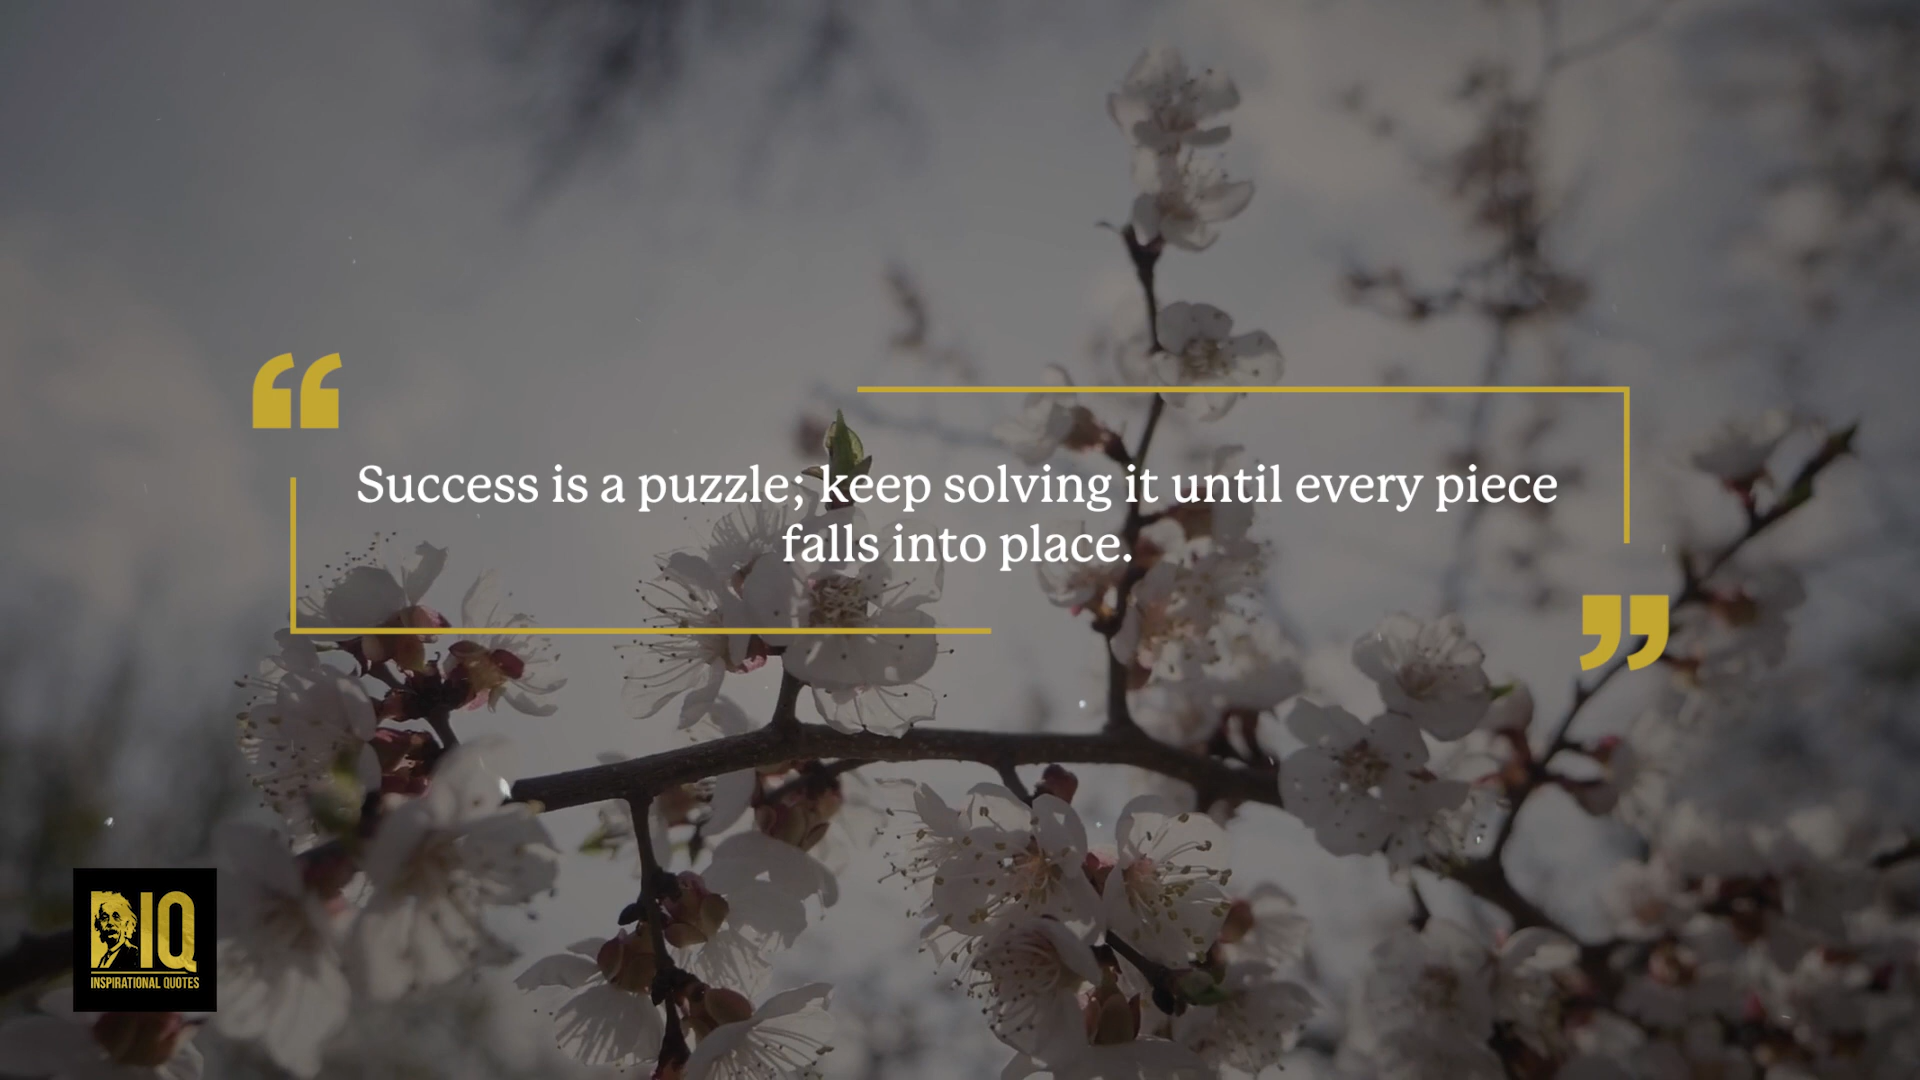 Success is a puzzle; keep solving it until every piece
falls into place.
IQ
INSPIRATIONAL QUOTES